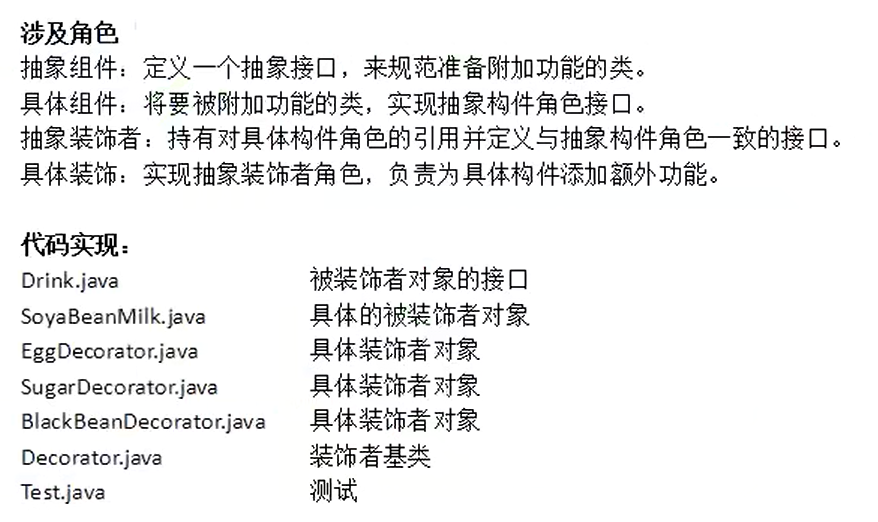 涉及角色
抽象组件：定义一个抽象接口，来规范准备附加功能的类。
具体组件：将要被附加功能的类，实现抽象构件角色接口。
抽象装饰者：持有对具体构件角色的引用并定义与抽象构件角色一致的接口。
具体装饰：实现抽象装饰者角色，负责为具体构件添加额外功能。
代码实现：
Drink.java 被装饰者对象的接口
SoyaBeanMilk.java 具体的被装饰者对象
EggDecorator.java 具体装饰者对象
SugarDecorator.java 具体装饰者对象
BlackBeanDecorator.java 具体装饰者对象
Decorator.java 装饰者基类
Test.java 测试